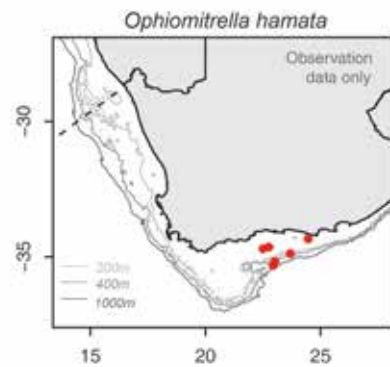 Ophiomitrella hamata
Observation
data only
−30
−35
200m
400m
1000m
15
20
25